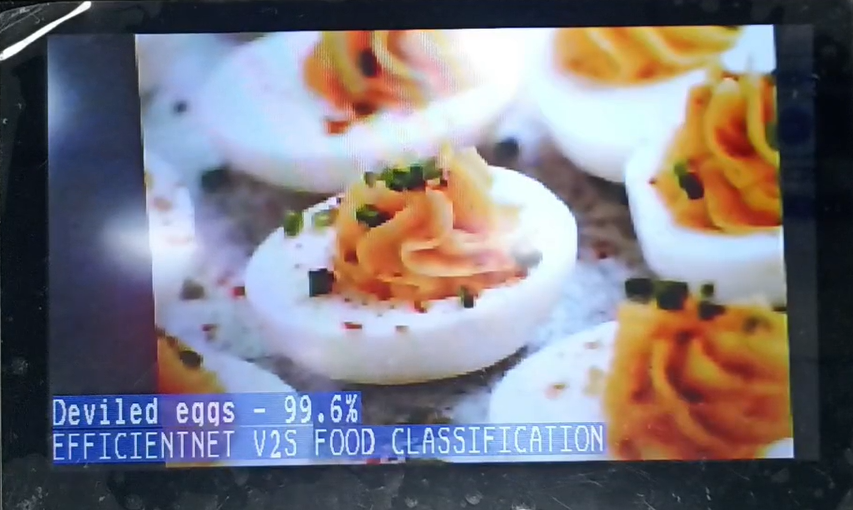 Deviled eggs - 99.6%
EFFICIENTNET V2S FOOD CLASSIFICATION